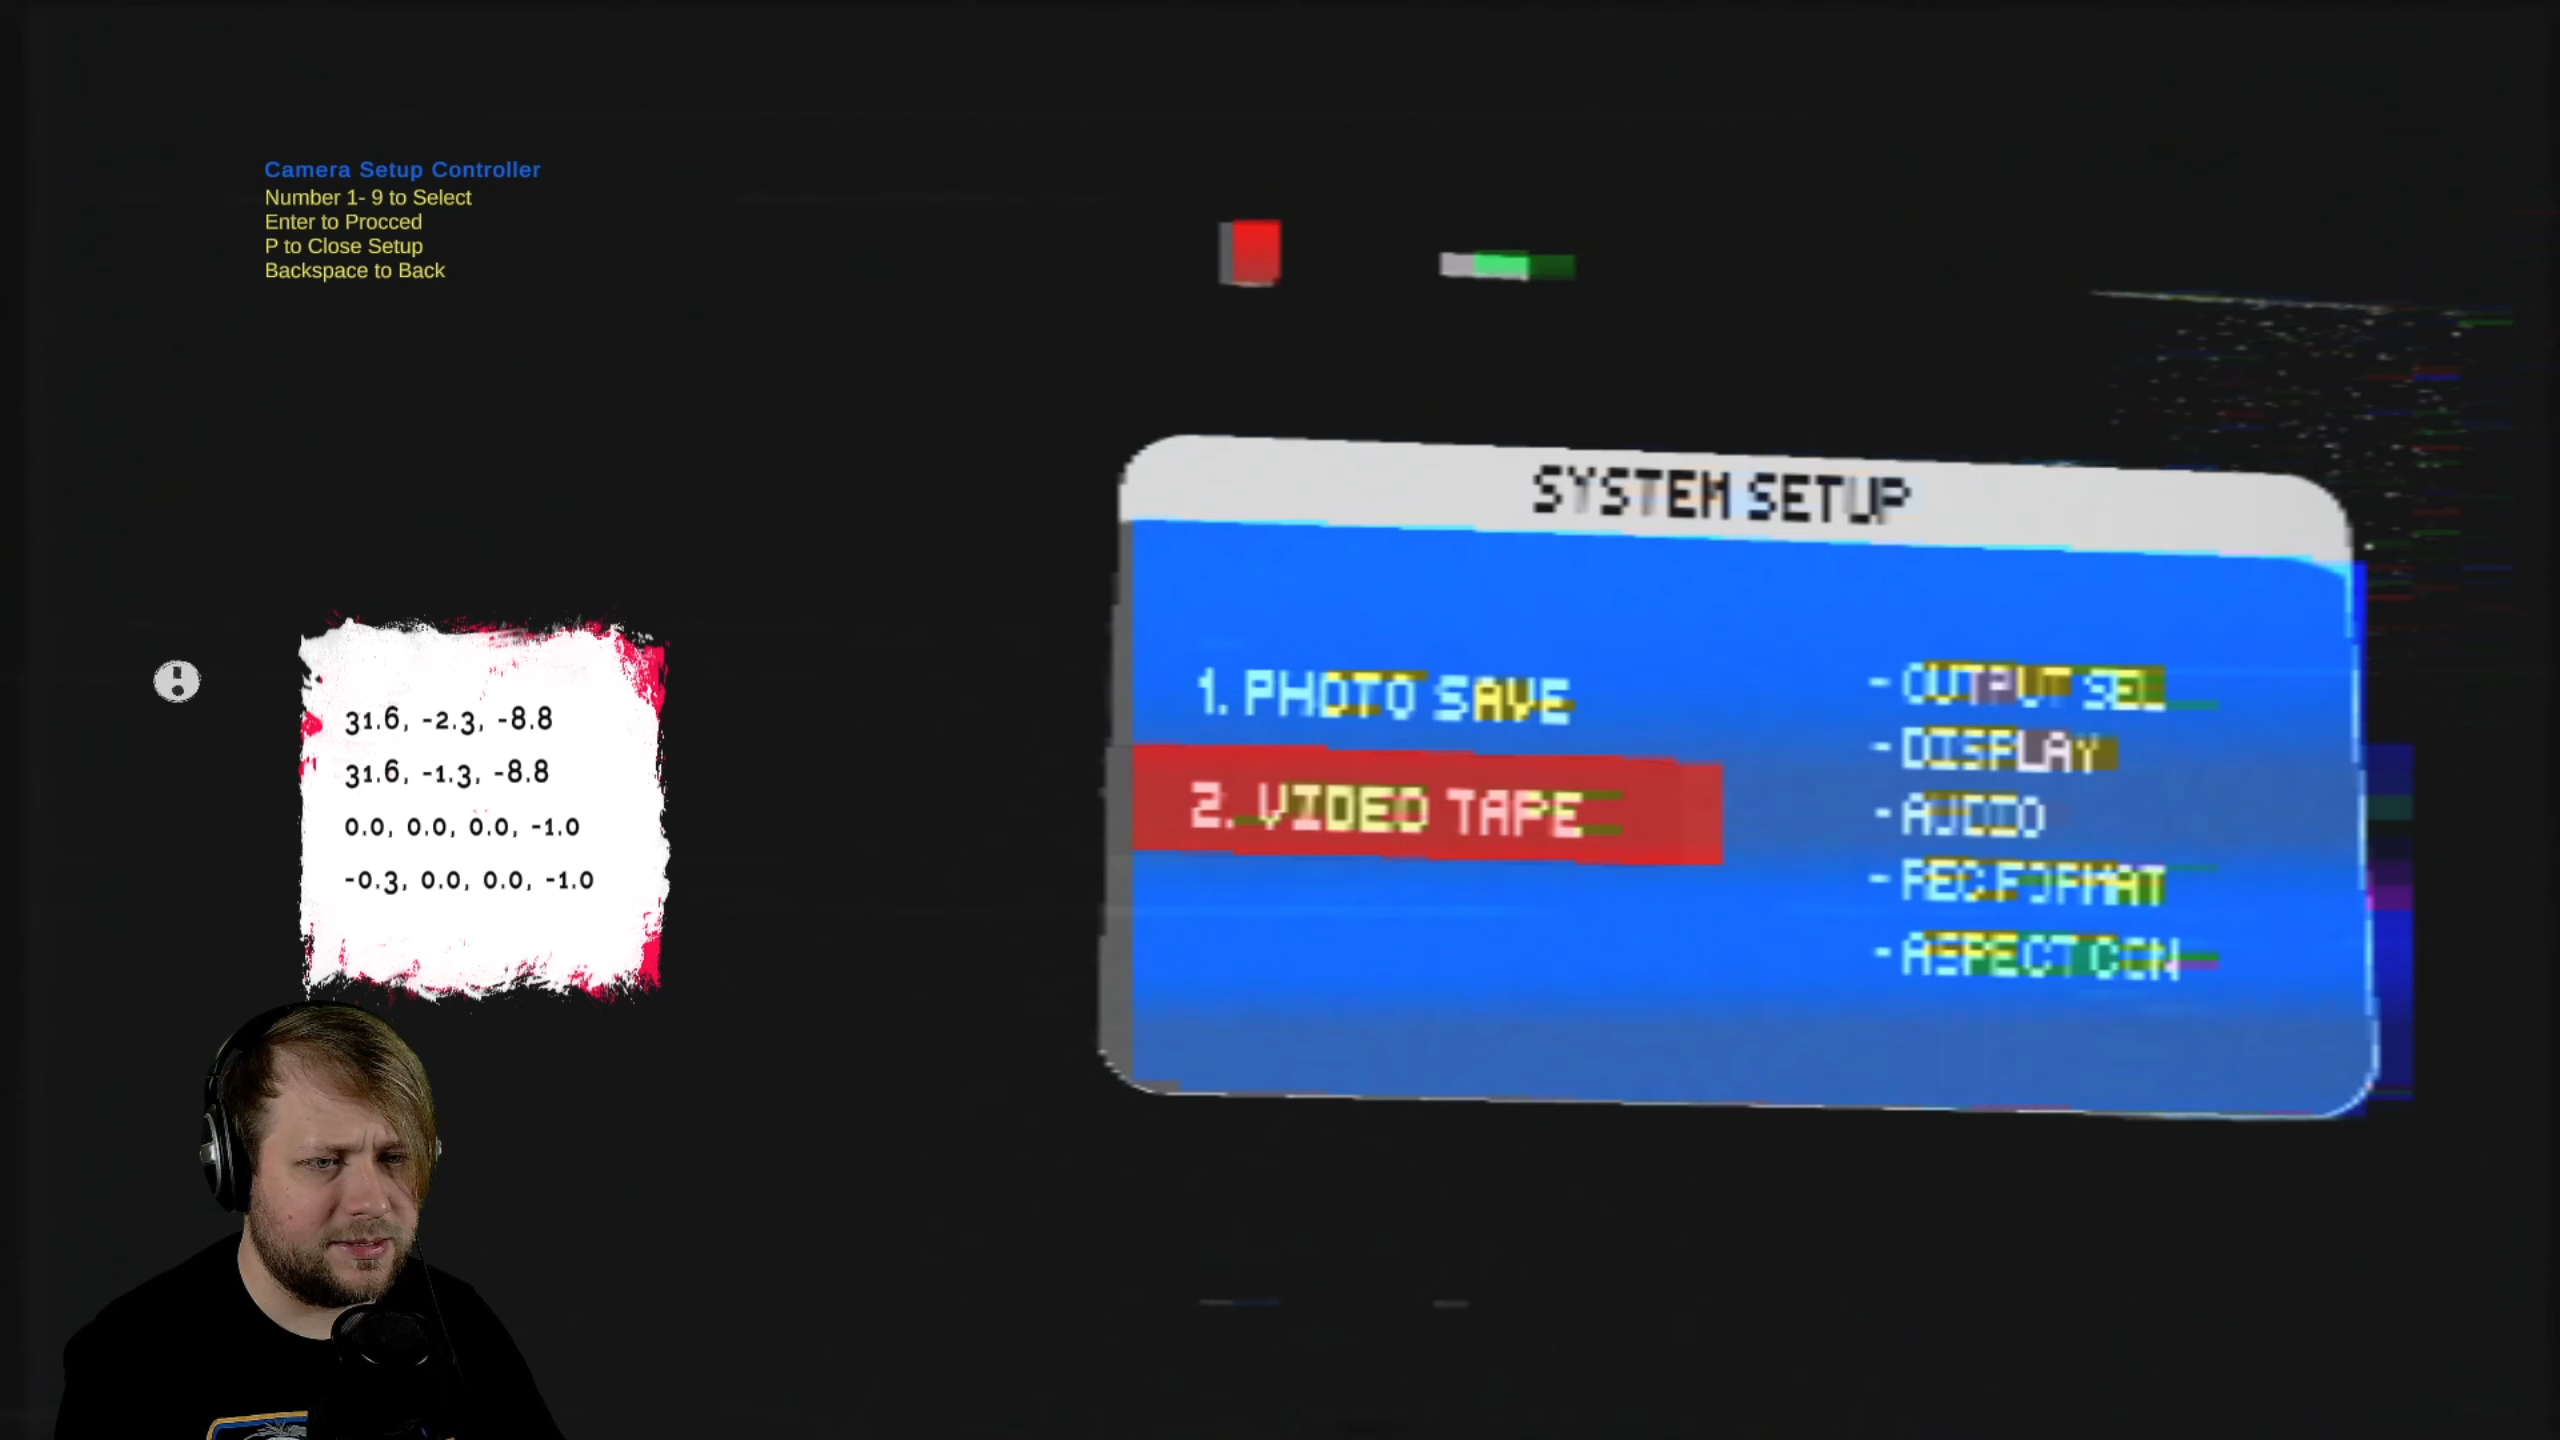 Camera Setup Controller
Number 1- 9 to Select
Enter to Procced
P to Close Setup
Backspace to Back
SYSTEM SETUP
1. PHOTO SAVE
2. VIDEO TAPE
- OUTPUT SEL
- DISPLAY
- AUDIO
- REC FORMAT
- ASPECT CON
31.6, -2.3, -8.8
31.6, -1.3, -8.8
0.0, 0.0, 0.0, -1.0
-0.3, 0.0, 0.0, -1.0